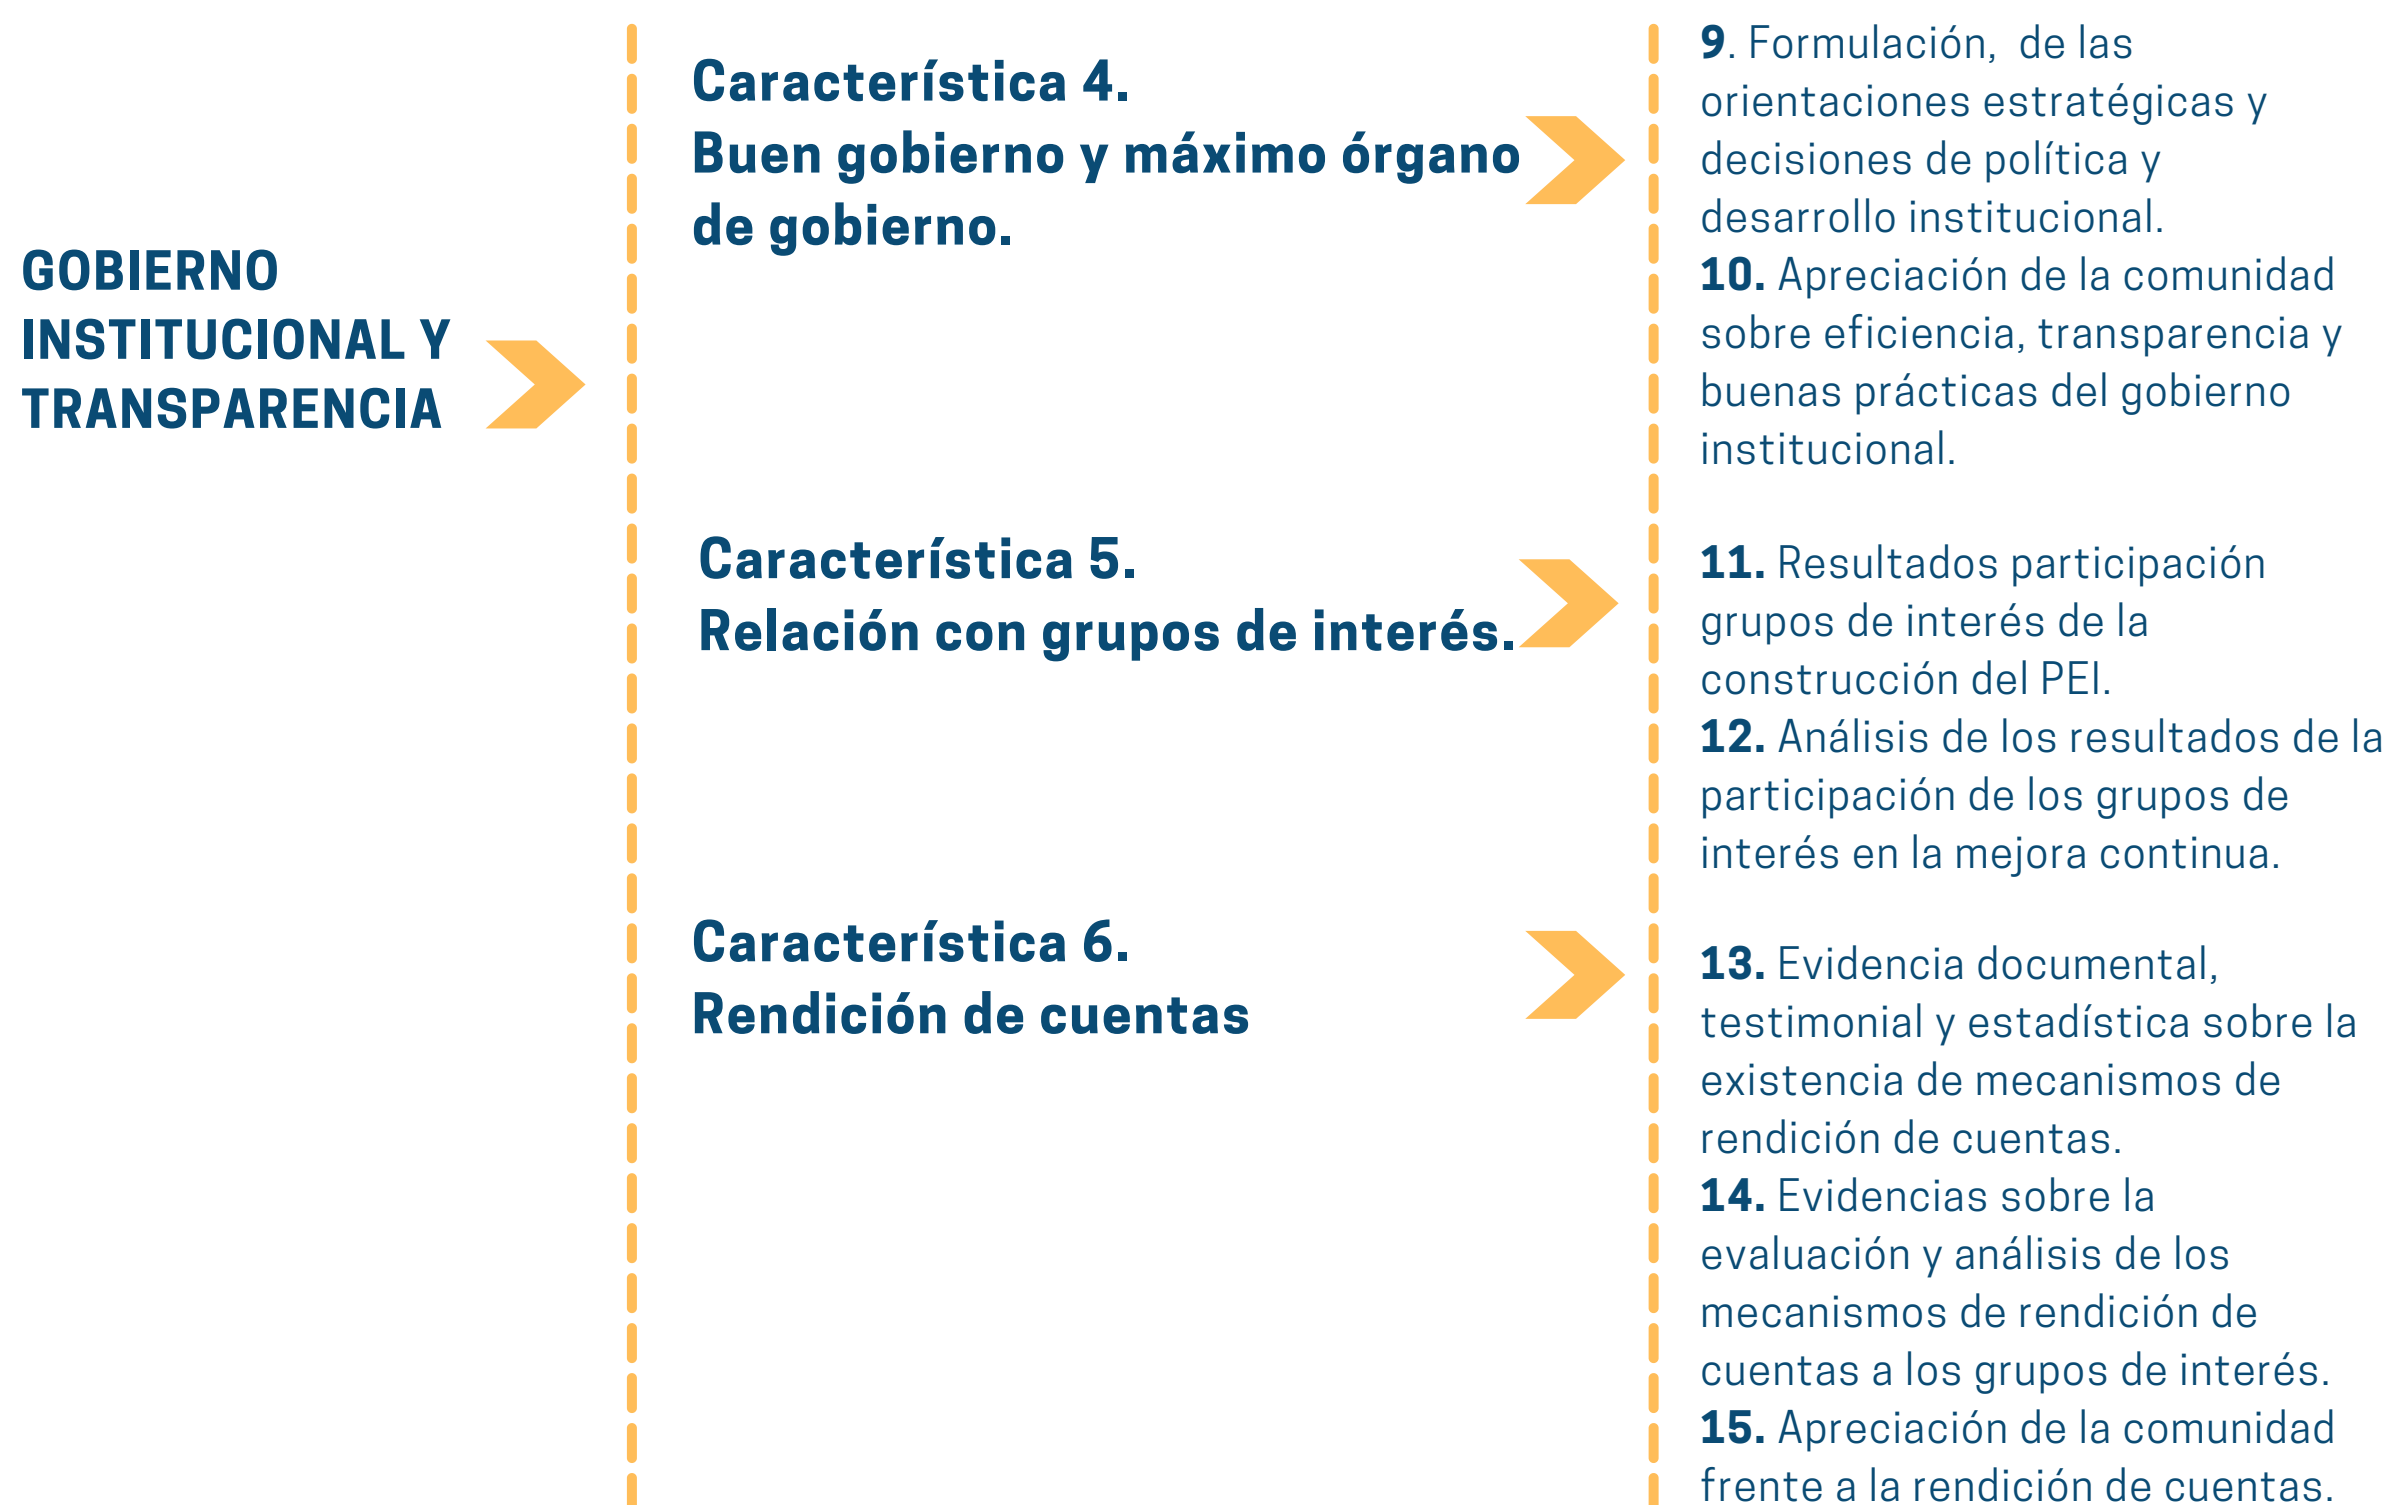 GOBIERNO
INSTITUCIONAL Y
TRANSPARENCIA
Característica 4.
Buen gobierno y máximo órgano
de gobierno.
9. Formulación,  de las
orientaciones estratégicas y
decisiones de política y
desarrollo institucional.
10. Apreciación de la comunidad
sobre eficiencia, transparencia y
buenas prácticas del gobierno
institucional.
Característica 5.
Relación con grupos de interés.
11. Resultados participación
grupos de interés de la
construcción del PEI.
12. Análisis de los resultados de la
participación de los grupos de
interés en la mejora continua.
Característica 6.
Rendición de cuentas
13. Evidencia documental,
testimonial y estadística sobre la
existencia de mecanismos de
rendición de cuentas.
14. Evidencias sobre la
evaluación y análisis de los
mecanismos de rendición de
cuentas a los grupos de interés.
15. Apreciación de la comunidad
frente a la rendición de cuentas.